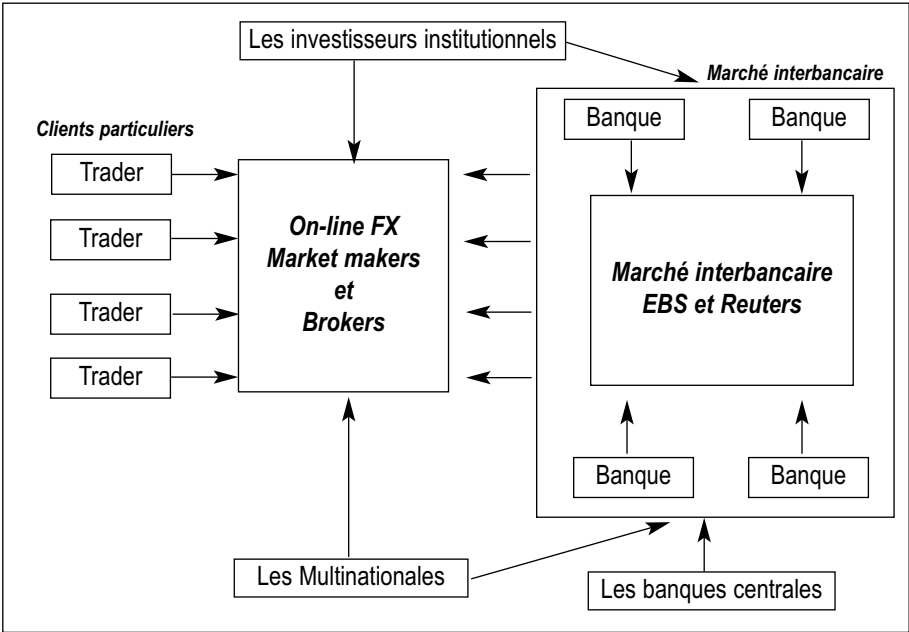 Les investisseurs institutionnels
Marché interbancaire
Clients particuliers
Banque
Banque
Trader
Trader
Trader
Trader
On-line FX
Market makers
et
Brokers
Marché interbancaire
EBS et Reuters
Banque
Banque
Les Multinationales
Les banques centrales